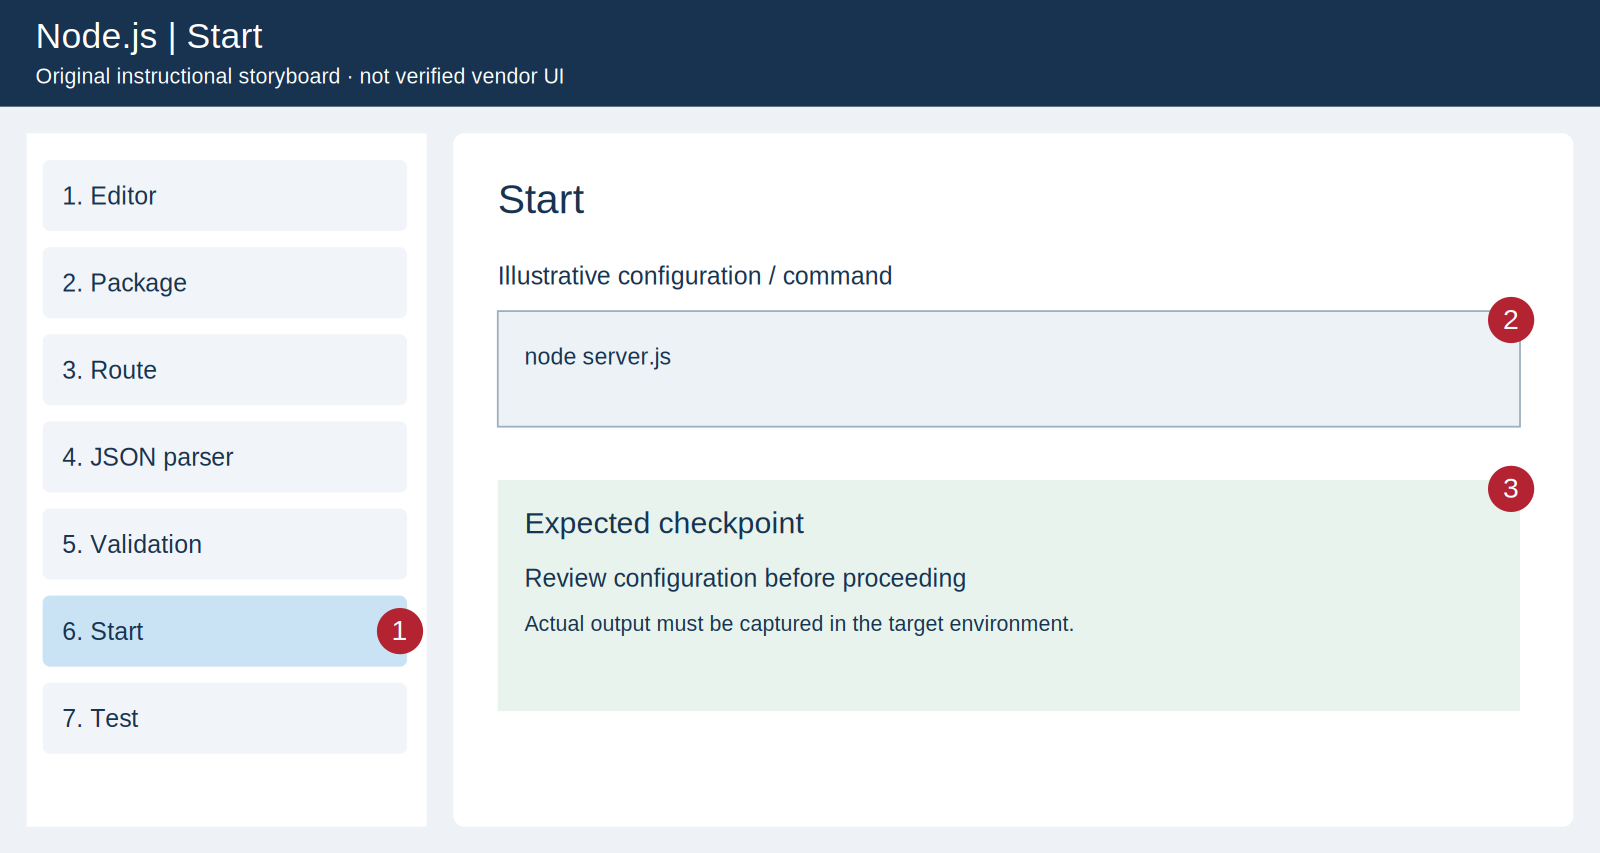 Node.js | Start
Original instructional storyboard · not verified vendor UI
1. Editor
2. Package
3. Route
4. JSON parser
5. Validation
6. Start
1
7. Test
Start
Illustrative configuration / command
2
node server.js
3
Expected checkpoint
Review configuration before proceeding
Actual output must be captured in the target environment.